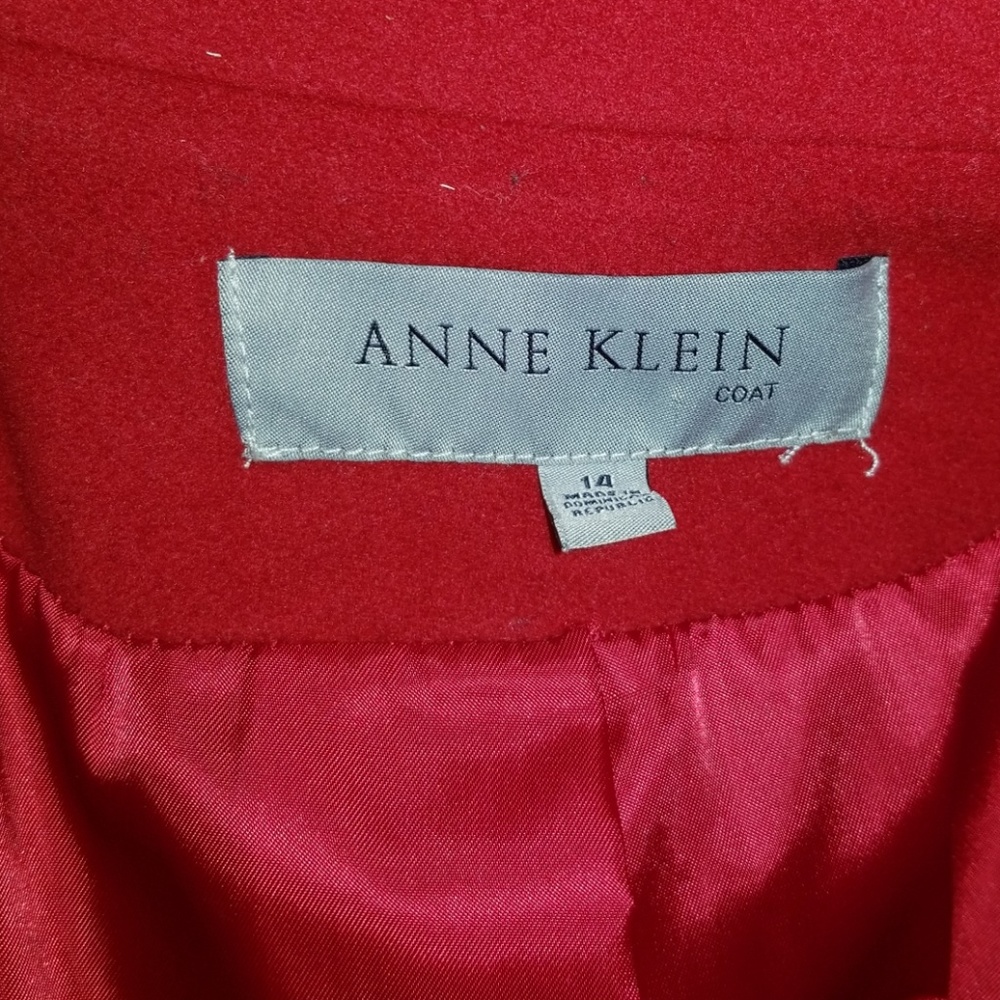 ANNE KLEIN
COAT
14
MADE IN
DOMINICAN
REPUBLIC